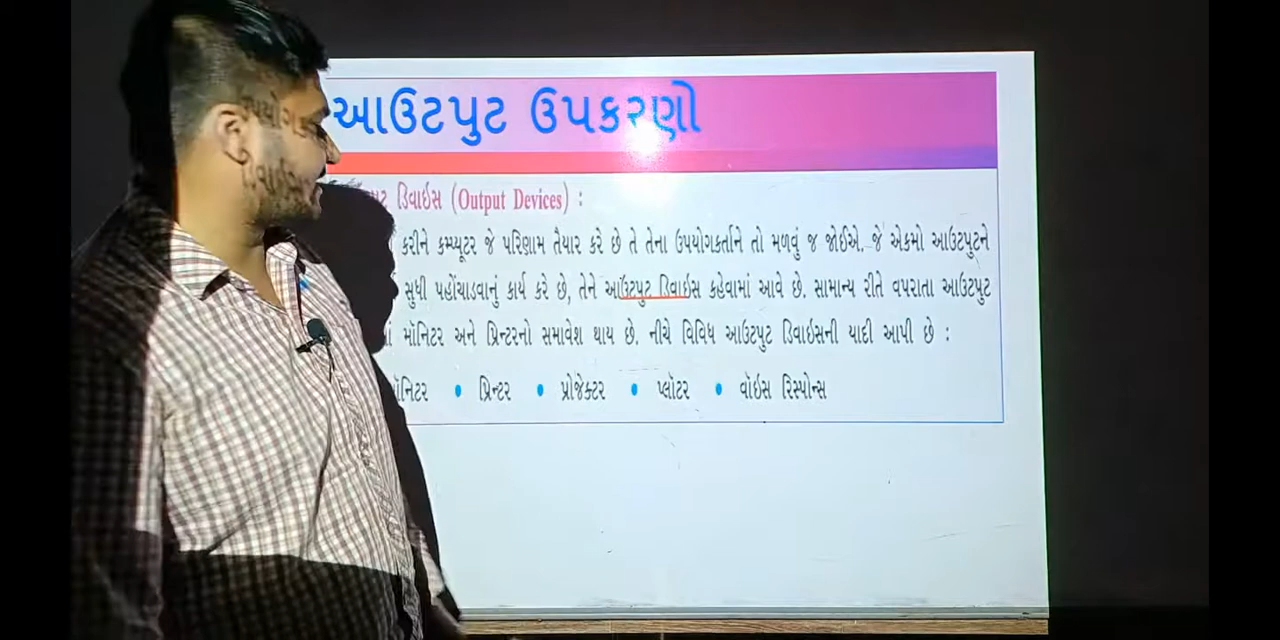 આઉટપુટ ઉપકરણો
ડિવાઇસ (Output Devices) :
કરીને કમ્પ્યૂટર જે પરિણામ તૈયાર કરે છે તે તેના ઉપયોગકર્તાને તો મળવું જ જોઈએ. જે એકમો આઉટપુટને
સુધી પહોંચાડવાનું કાર્ય કરે છે, તેને આઉટપુટ ડિવાઇસ કહેવામાં આવે છે. સામાન્ય રીતે વપરાતા આઉટપુટ
મૉનિટર અને પ્રિન્ટરનો સમાવેશ થાય છે. નીચે વિવિધ આઉટપુટ ડિવાઇસની યાદી આપી છે :
• પ્રિન્ટર • પ્રોજેક્ટર • પ્લૉટર • વૉઇસ રિસ્પોન્સ